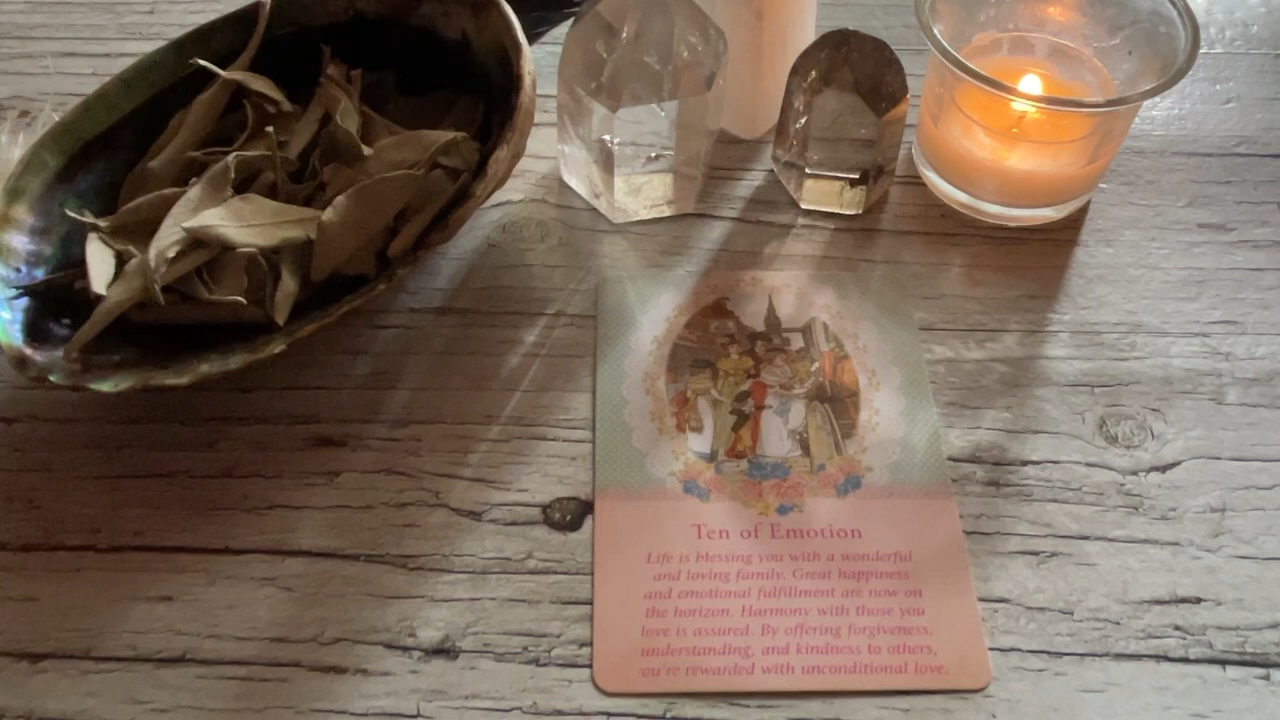 Ten of Emotion
Life is blessing you with a wonderful
and loving family. Great happiness
and emotional fulfillment are now on
the horizon. Harmony with those you
love is assured. By offering forgiveness,
understanding, and kindness to others,
you're rewarded with unconditional love.